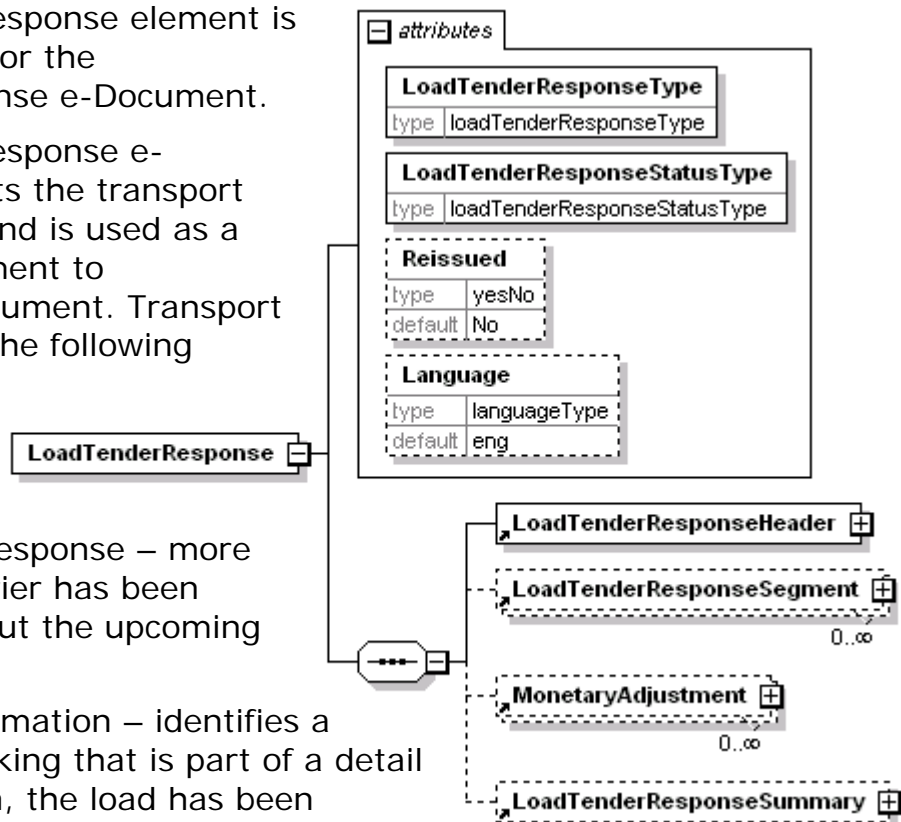 esponse element is
or the
nse e-Document.
esponse e-
ts the transport
nd is used as a
nent to
cument. Transport
he following
esponse – more
ier has been
ut the upcoming
mation – identifies a
king that is part of a detail
, the load has been
attributes
LoadTenderResponseType
type loadTenderResponseType
LoadTenderResponseStatusType
type loadTenderResponseStatusType
Reissued
type yesNo
default No
Language
type languageType
default eng
LoadTenderResponse
LoadTenderResponseHeader
LoadTenderResponseSegment
0..∞
MonetaryAdjustment
0..∞
LoadTenderResponseSummary